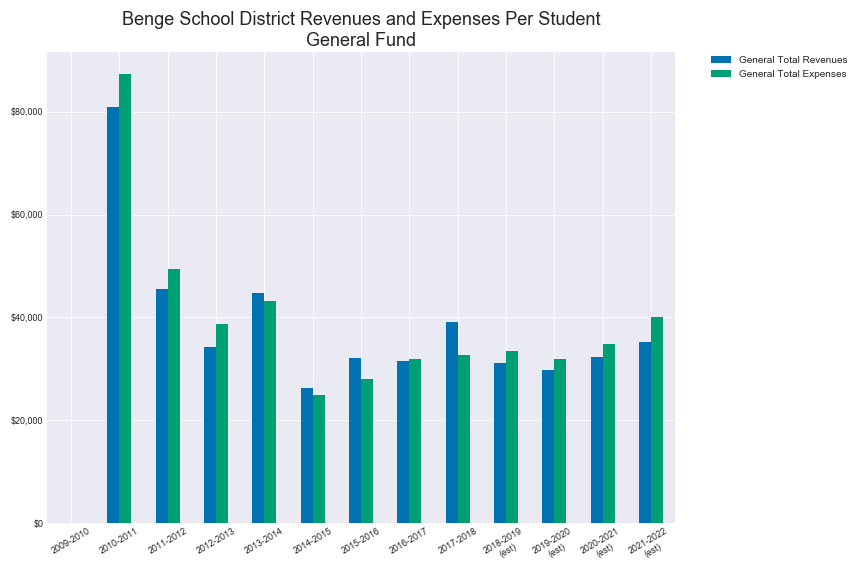 Benge School District Revenues and Expenses Per Student
General Fund
General Total Revenues
General Total Expenses
$80,000
$60,000
$40,000
$20,000
$0
2009-2010
2010-2011
2011-2012
2012-2013
2013-2014
2014-2015
2015-2016
2016-2017
2017-2018
2018-2019
(est)
2019-2020
(est)
2020-2021
(est)
2021-2022
(est)